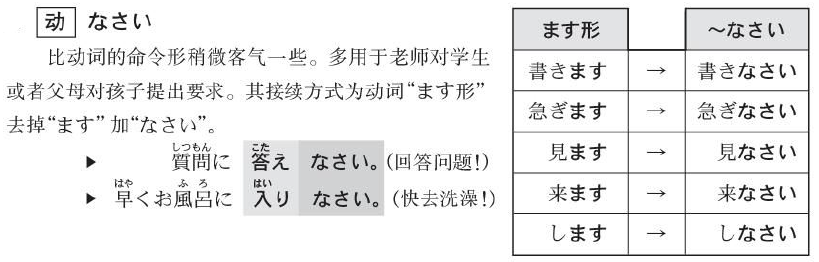 动 なさい
比动词的命令形稍微客气一些。多用于老师对学生
或者父母对孩子提出要求。其接续方式为动词“ます形”
去掉“ます”加“なさい”。
▶ 質問に 答え なさい。(回答问题!)
しつもん こた
▶ 早くお風呂に 入り なさい。(快去洗澡!)
はや ふろ はい
ます形 ～なさい
書きます → 書きなさい
急ぎます → 急ぎなさい
見ます → 見なさい
来ます → 来なさい
します → しなさい